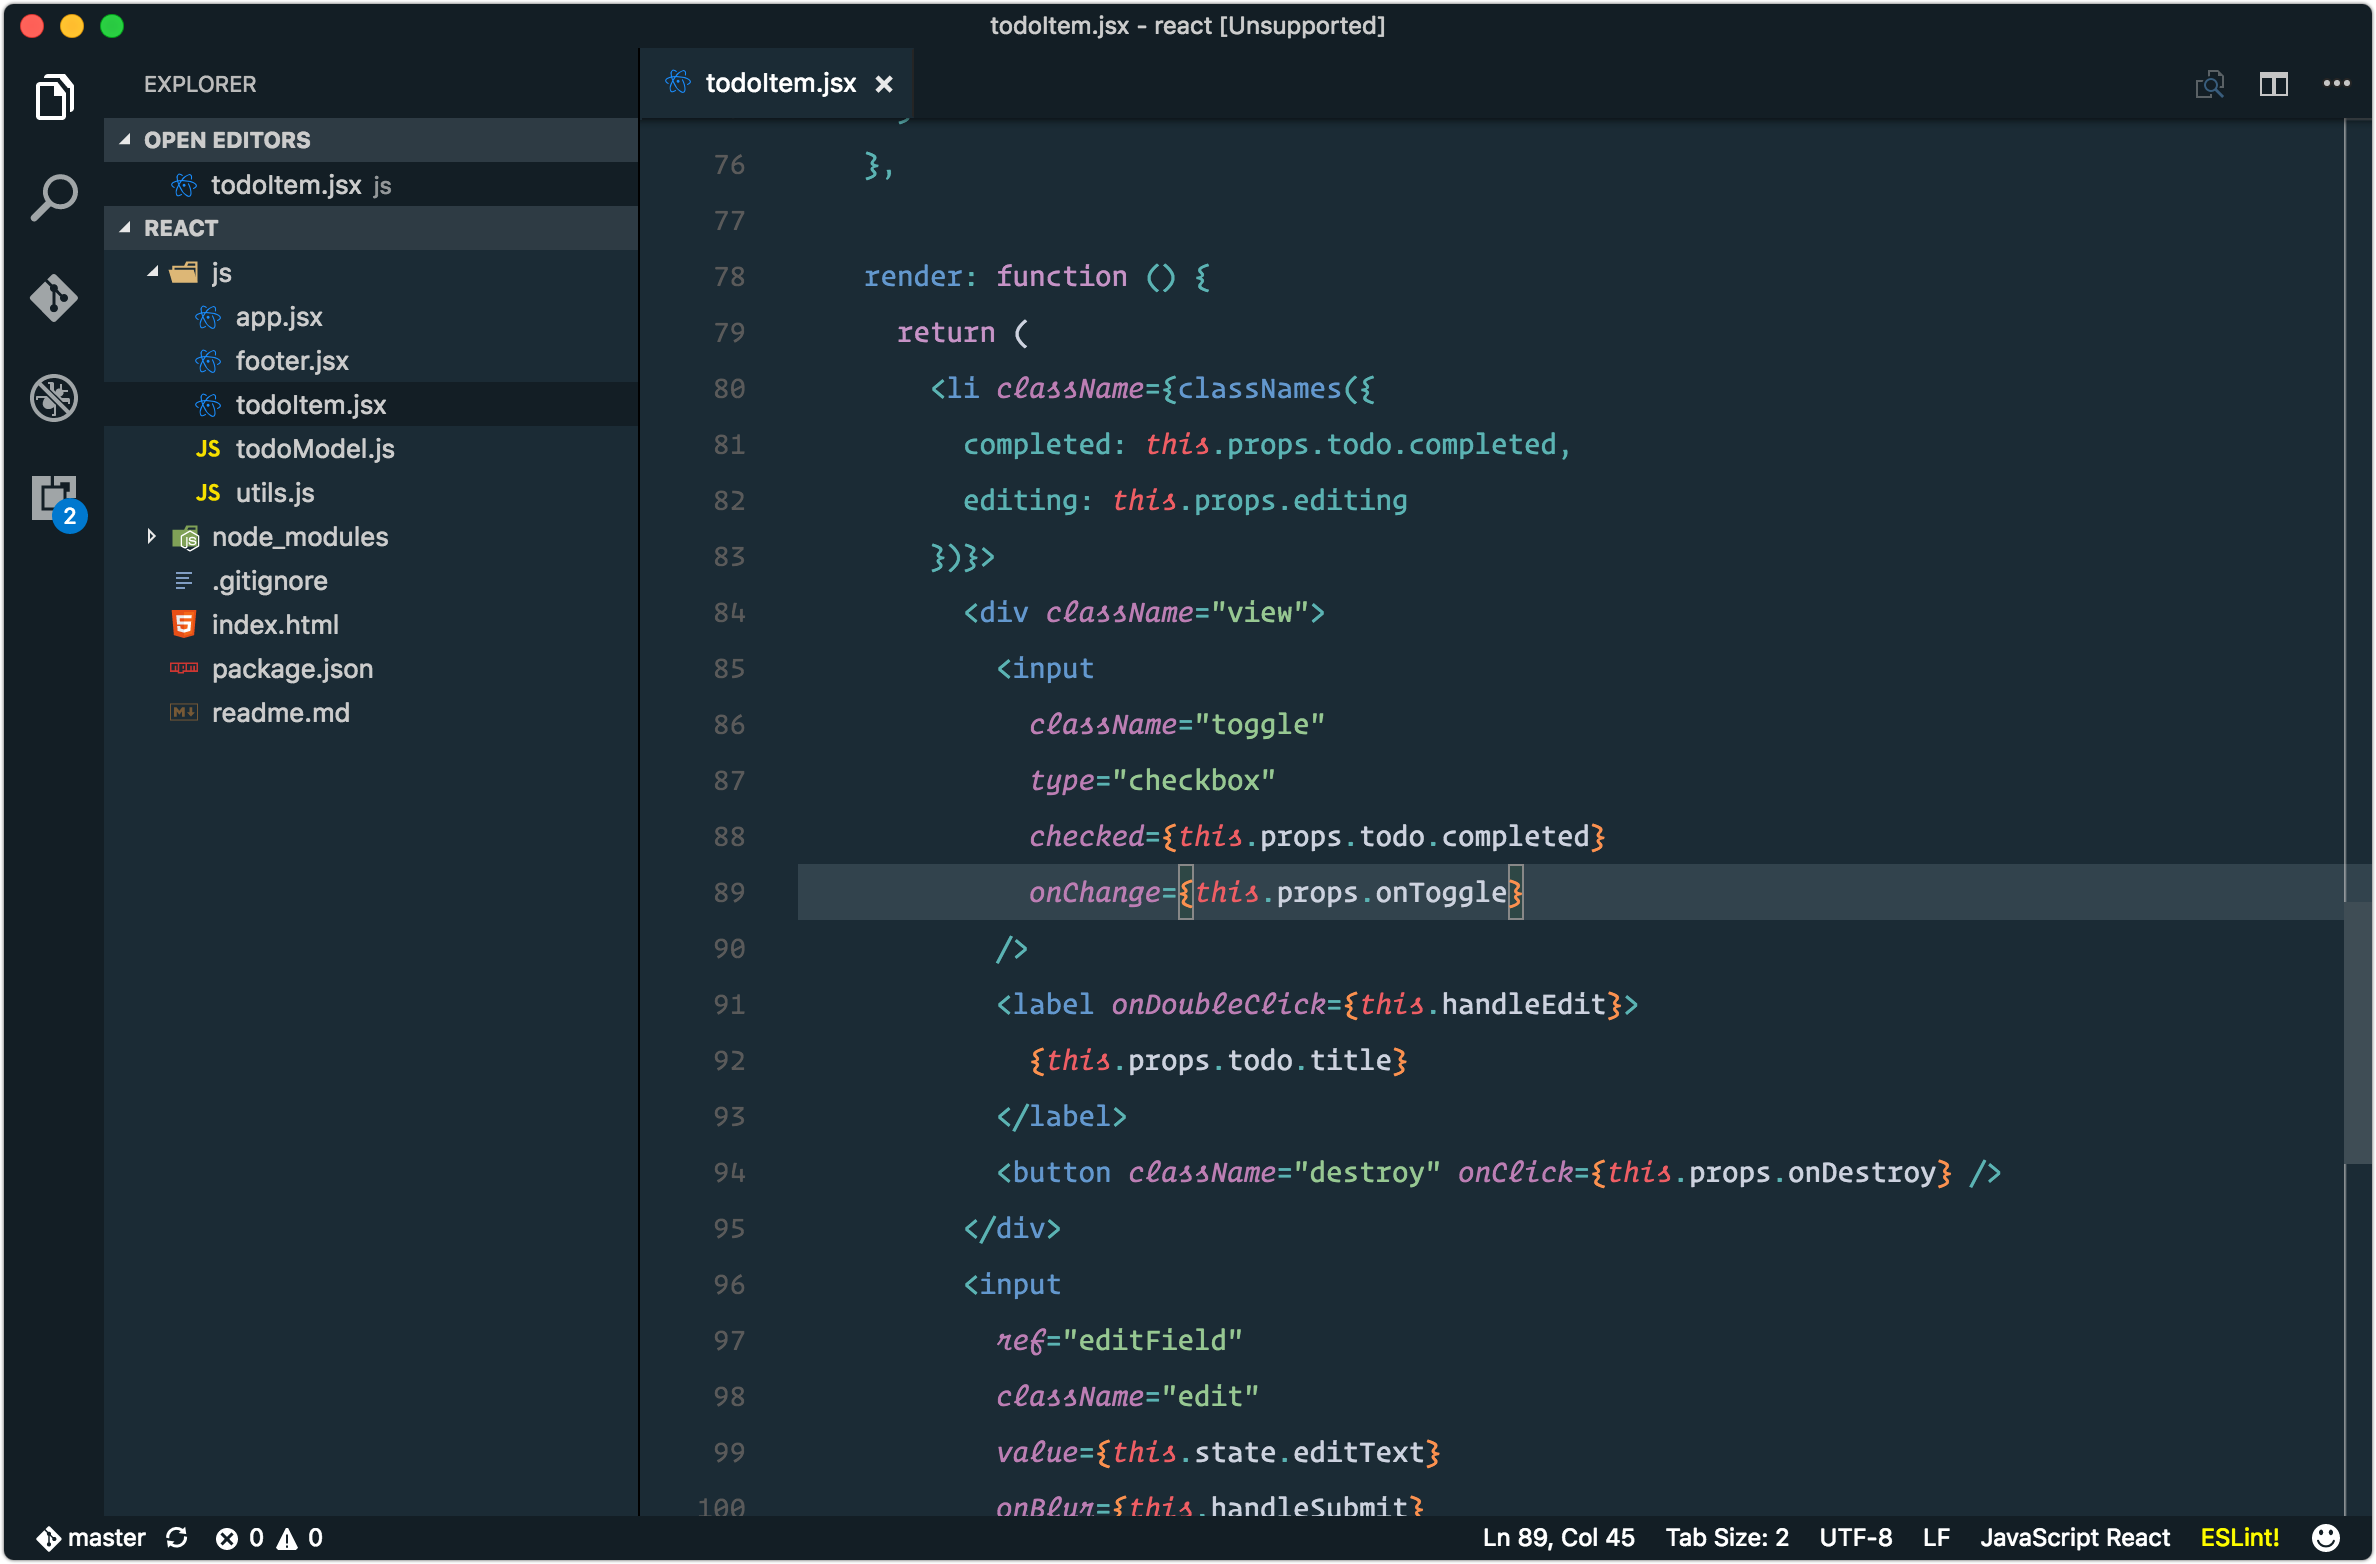 todoItem.jsx - react [Unsupported]
EXPLORER
OPEN EDITORS
todoItem.jsx js
REACT
js
app.jsx
footer.jsx
todoItem.jsx
JS todoModel.js
JS utils.js
node_modules
.gitignore
index.html
package.json
readme.md
2
todoItem.jsx
76 },
77
78 render: function () {
79 return (
80 <li className={classNames({
81 completed: this.props.todo.completed,
82 editing: this.props.editing
83 })}>
84 <div className="view">
85 <input
86 className="toggle"
87 type="checkbox"
88 checked={this.props.todo.completed}
89 onChange={this.props.onToggle}
90 />
91 <label onDoubleClick={this.handleEdit}>
92 {this.props.todo.title}
93 </label>
94 <button className="destroy" onClick={this.props.onDestroy} />
95 </div>
96 <input
97 ref="editField"
98 className="edit"
99 value={this.state.editText}
100 onBlur={this.handleSubmit}
master 0 0 Ln 89, Col 45 Tab Size: 2 UTF-8 LF JavaScript React ESLint!